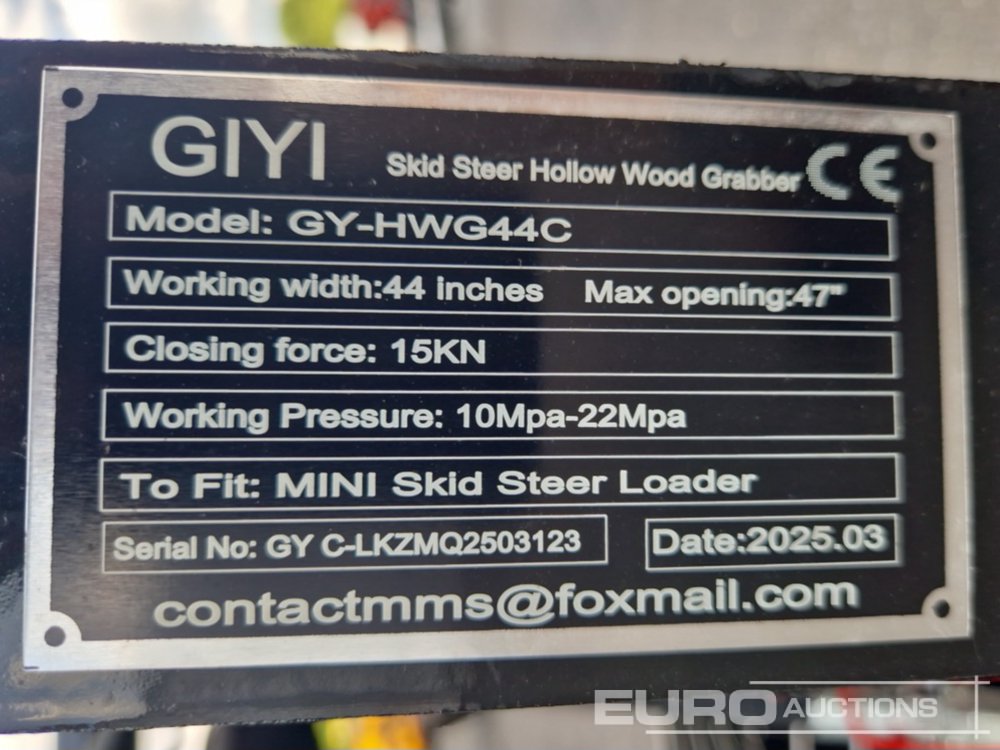 GIYI Skid Steer Hollow Wood Grabber CE
Model: GY-HWG44C
Working width:44 inches Max opening:47"
Closing force: 15KN
Working Pressure: 10Mpa-22Mpa
To Fit: MINI Skid Steer Loader
Serial No: GY C-LKZMQ2503123 Date:2025.03
contactmms@foxmail.com
EURO AUCTIONS